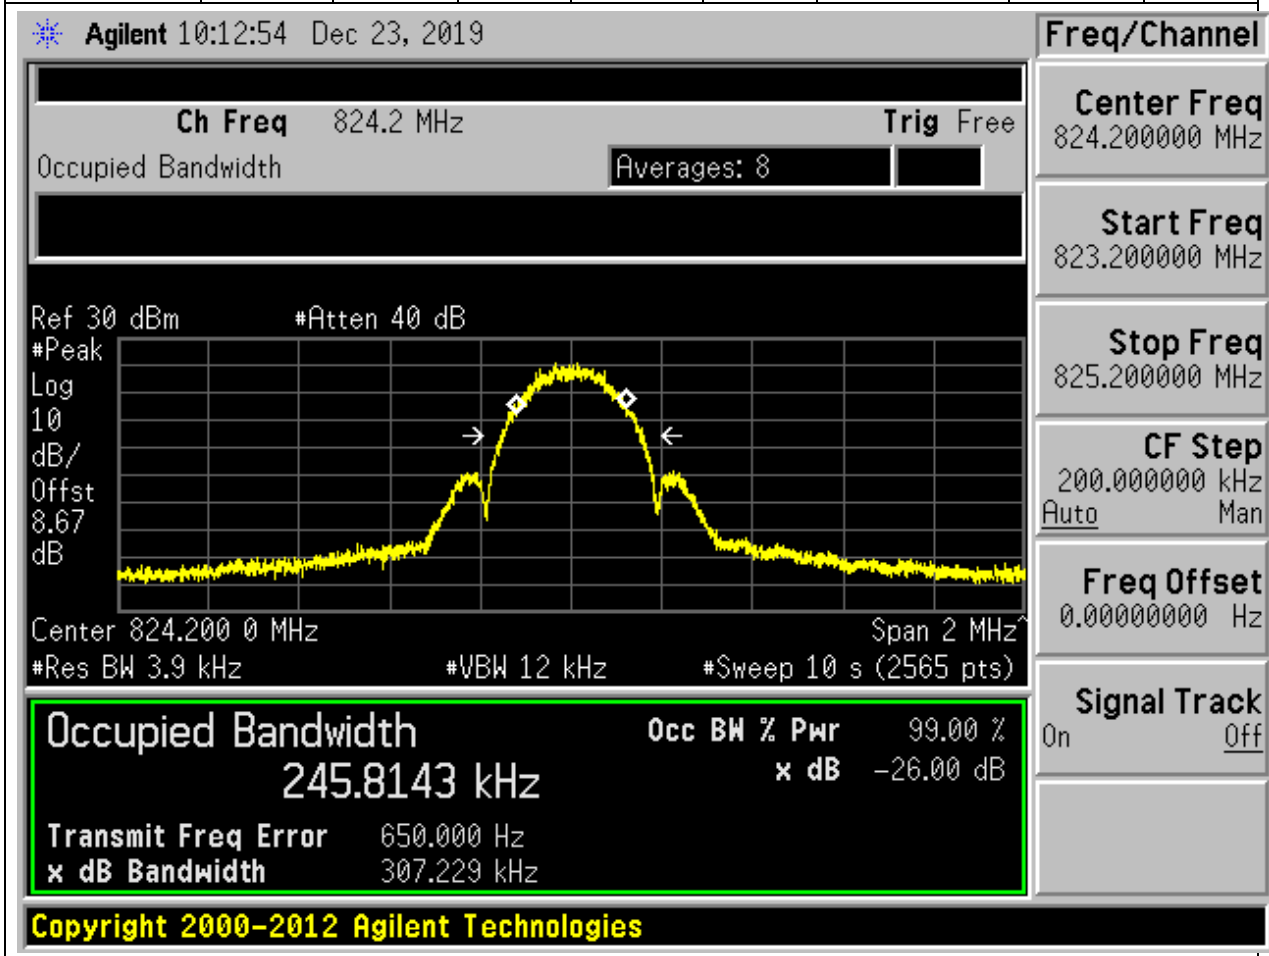 Agilent 10:12:54 Dec 23, 2019
Freq/Channel
Ch Freq 824.2 MHz Trig Free
Occupied Bandwidth Averages: 8
Center Freq
824.200000 MHz
Start Freq
823.200000 MHz
Stop Freq
825.200000 MHz
CF Step
200.000000 kHz
Auto Man
Freq Offset
0.00000000 Hz
Signal Track
On Off
Ref 30 dBm #Atten 40 dB
#Peak
Log
10
dB/
Offst
8.67
dB
Center 824.200 0 MHz Span 2 MHz^
#Res BW 3.9 kHz #VBW 12 kHz #Sweep 10 s (2565 pts)
Occupied Bandwidth Occ BW % Pwr 99.00 %
245.8143 kHz x dB -26.00 dB
Transmit Freq Error 650.000 Hz
x dB Bandwidth 307.229 kHz
Copyright 2000-2012 Agilent Technologies